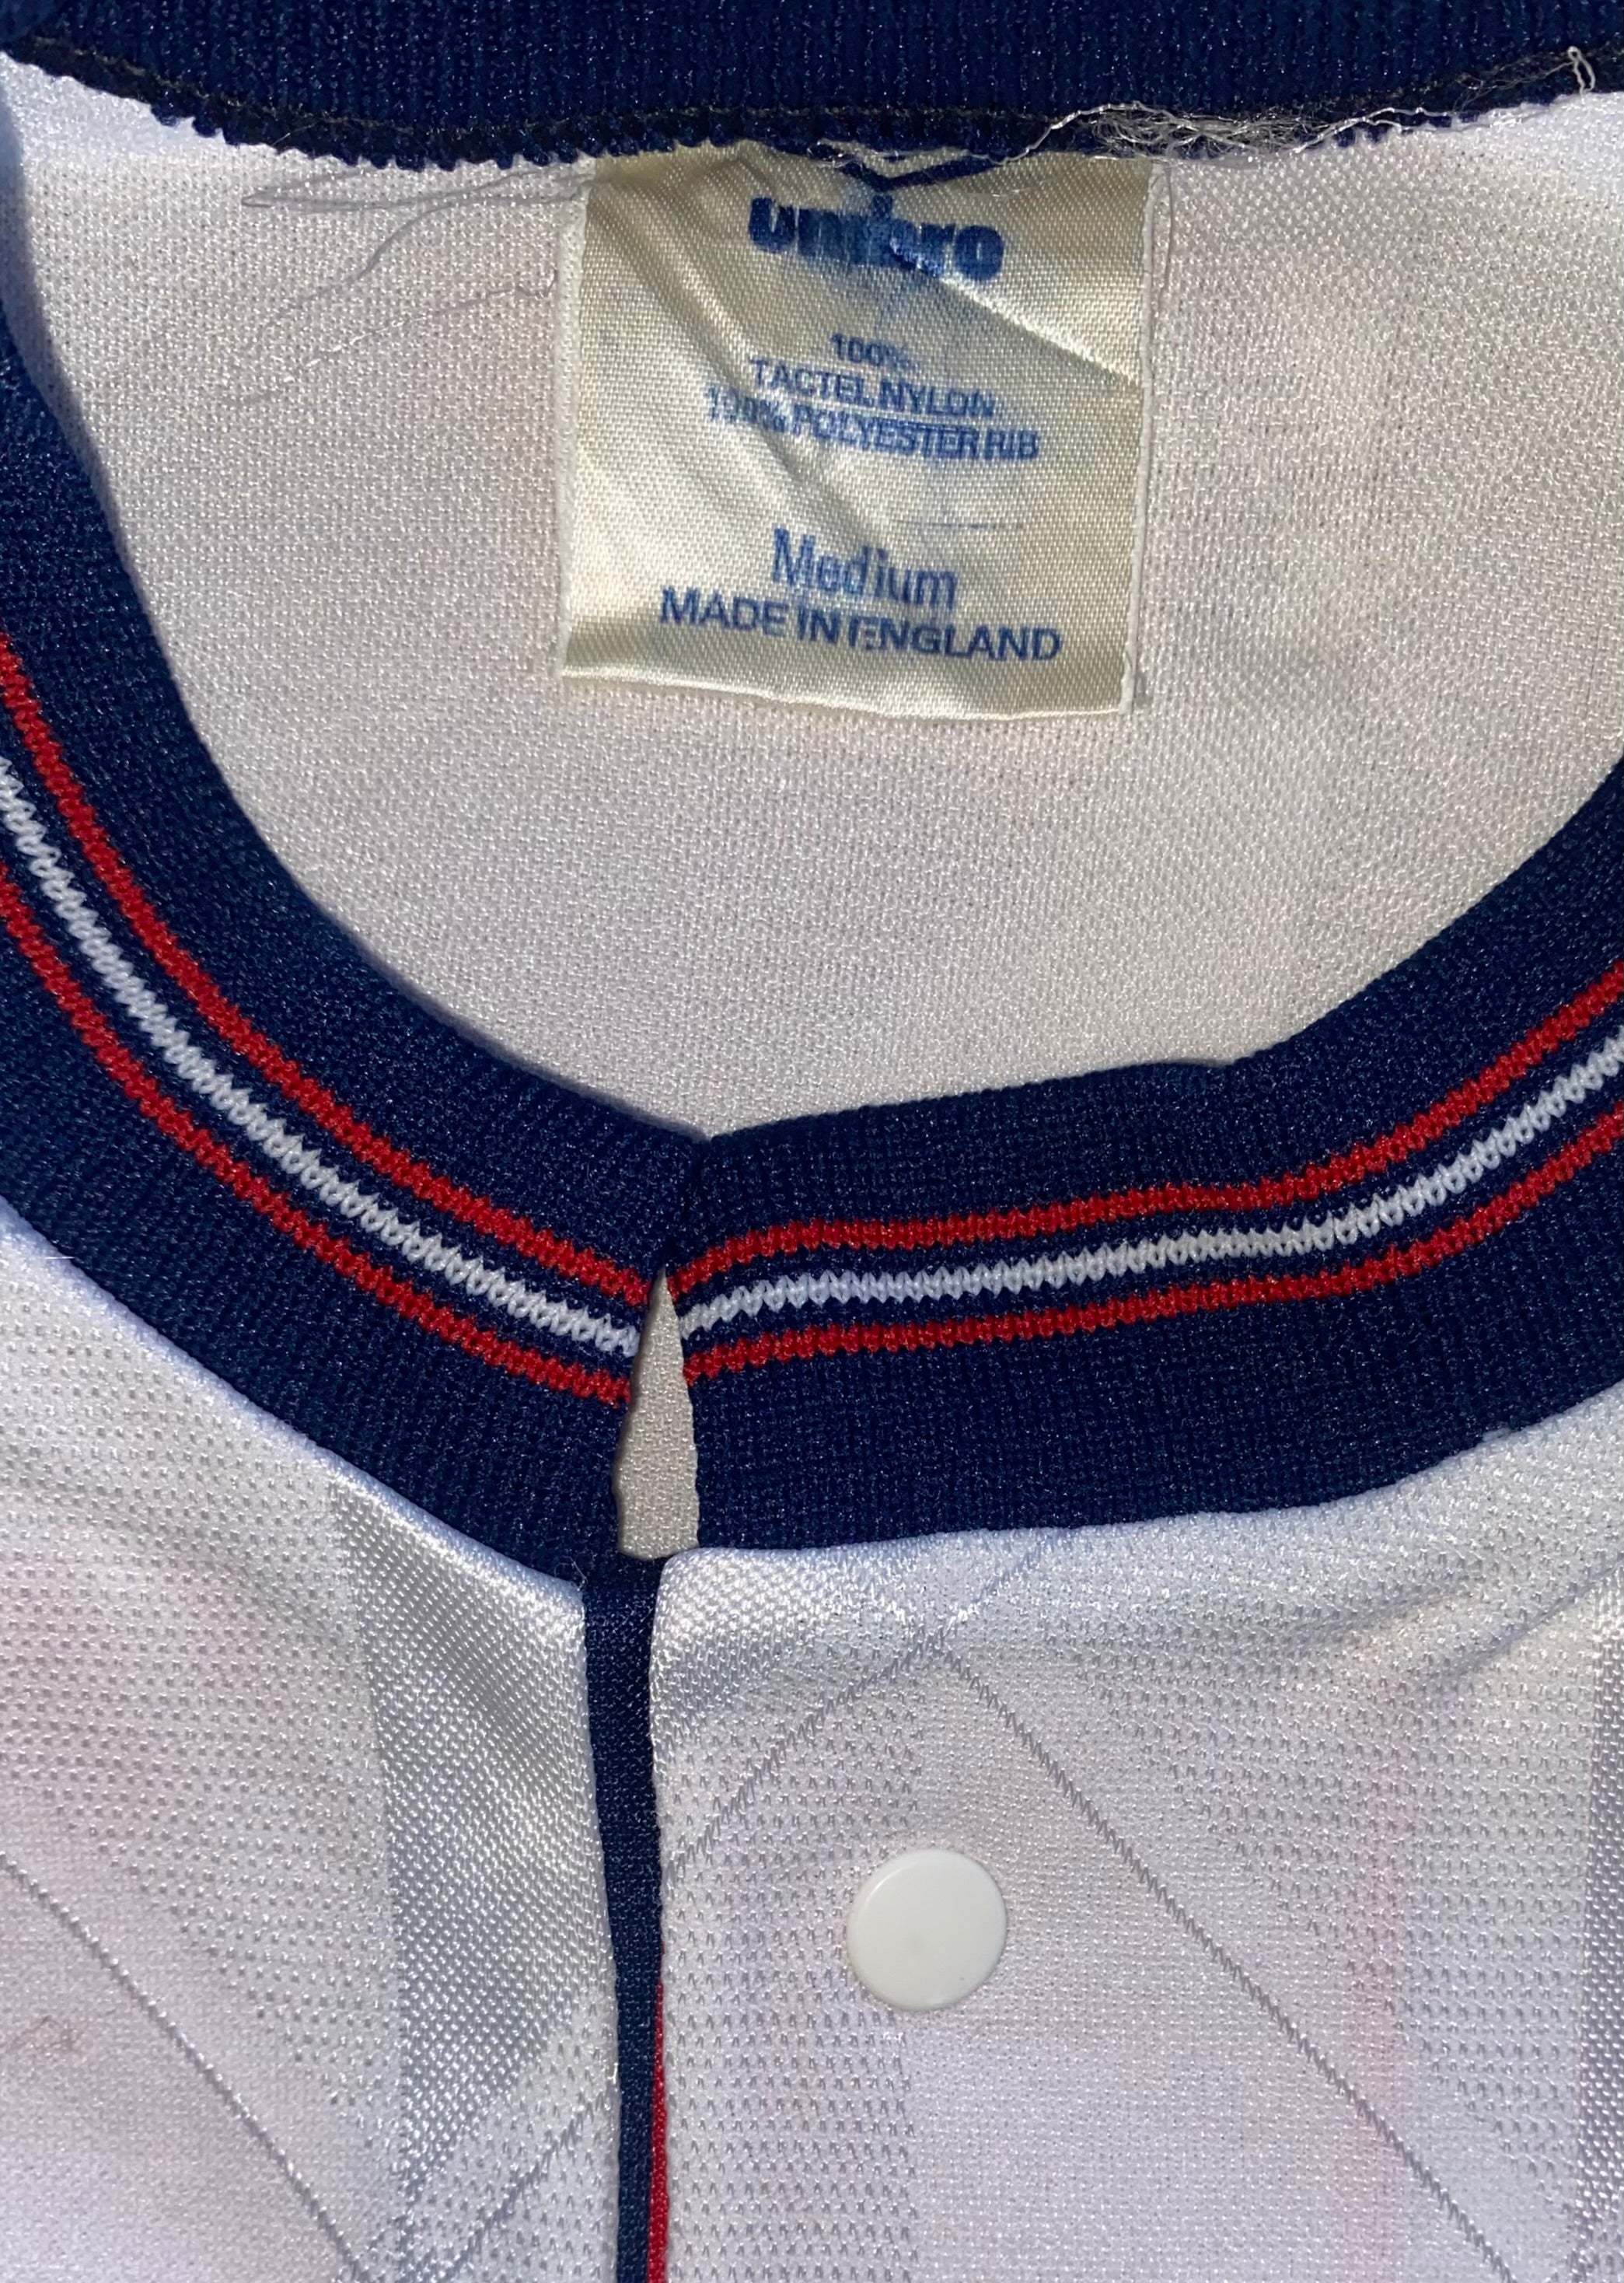 umbro
100%
TACTEL NYLON
100% POLYESTER RIB
Medium
MADE IN ENGLAND